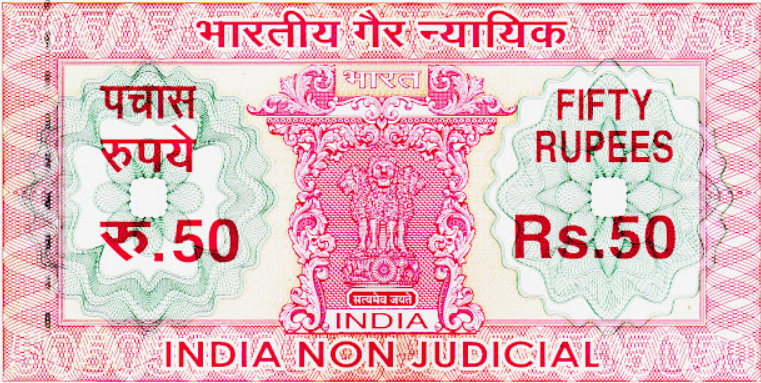 भारतीय गैर न्यायिक
भारत
पचास
रुपये
रु.50
FIFTY
RUPEES
Rs.50
सत्यमेव जयते
INDIA
INDIA NON JUDICIAL